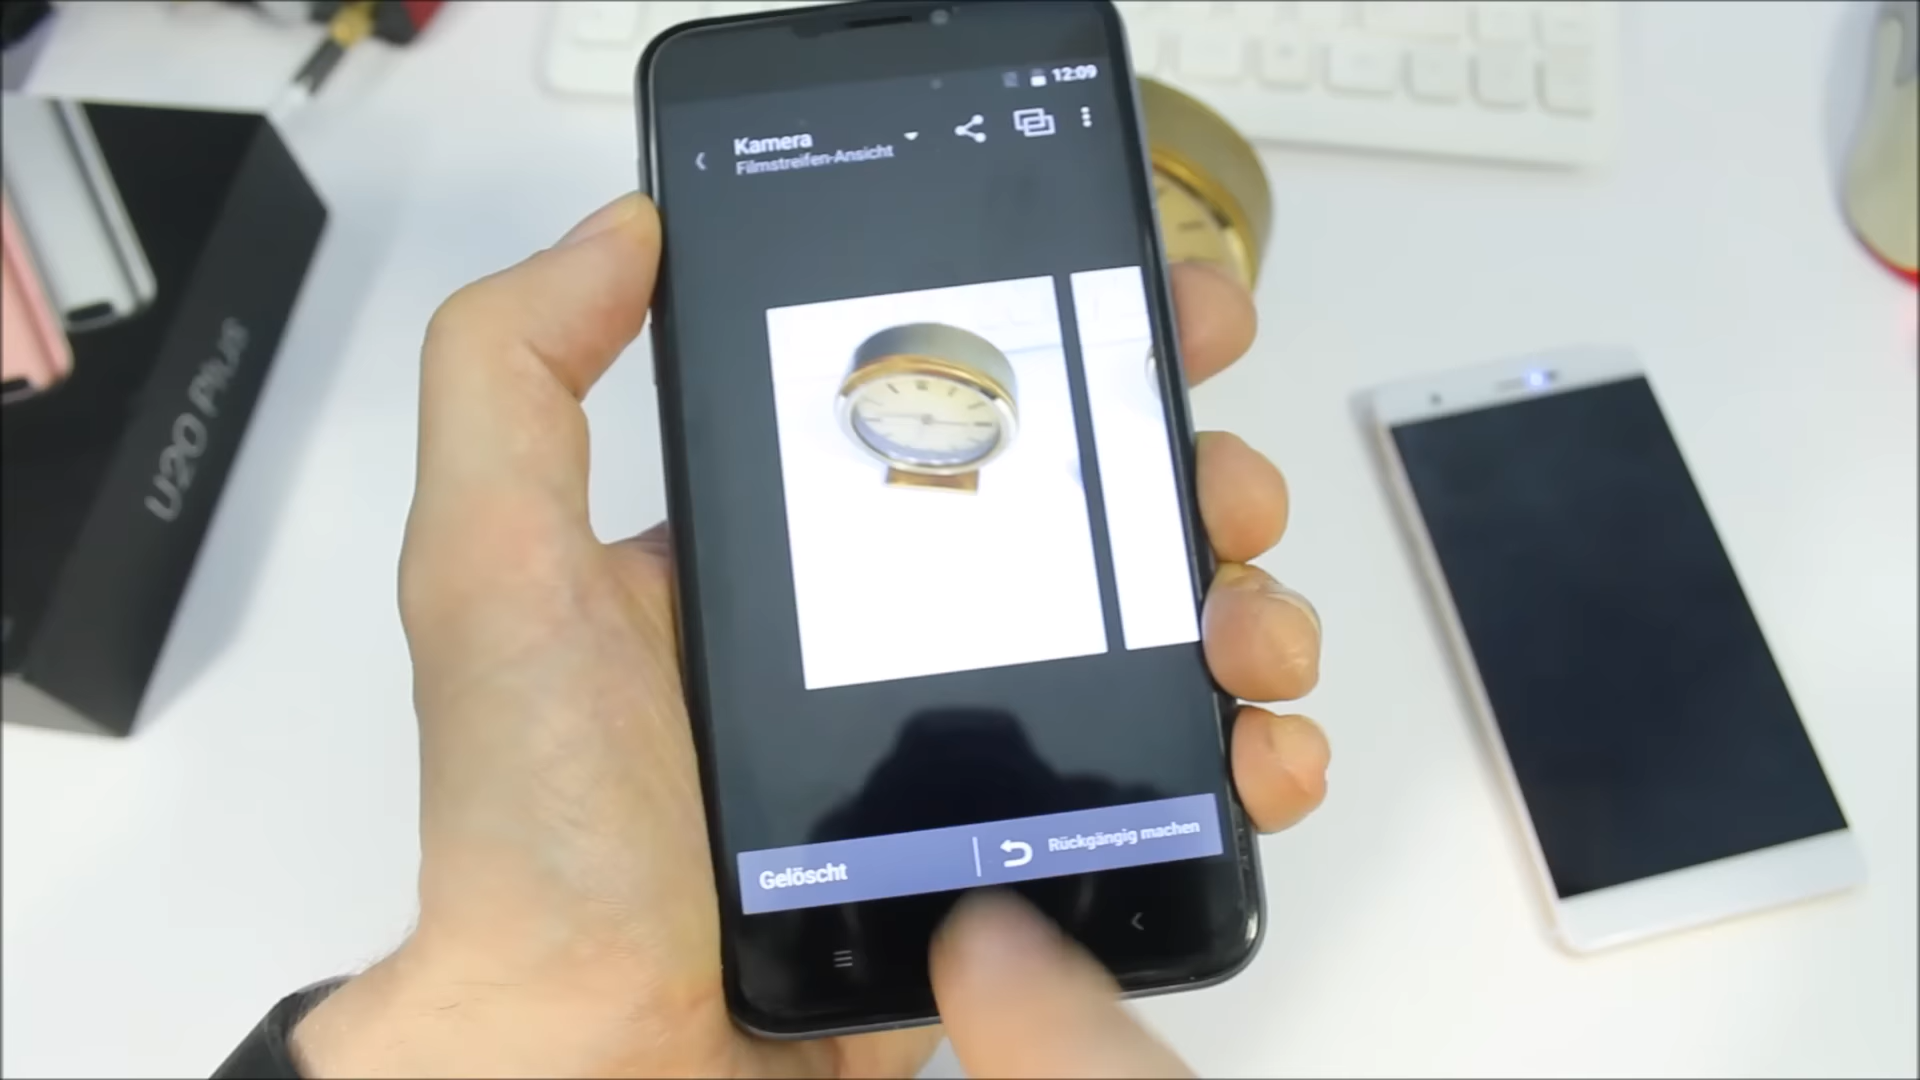 12:09
Kamera
Filmstreifen-Ansicht
Gelöscht
Rückgängig machen
U20 Plus